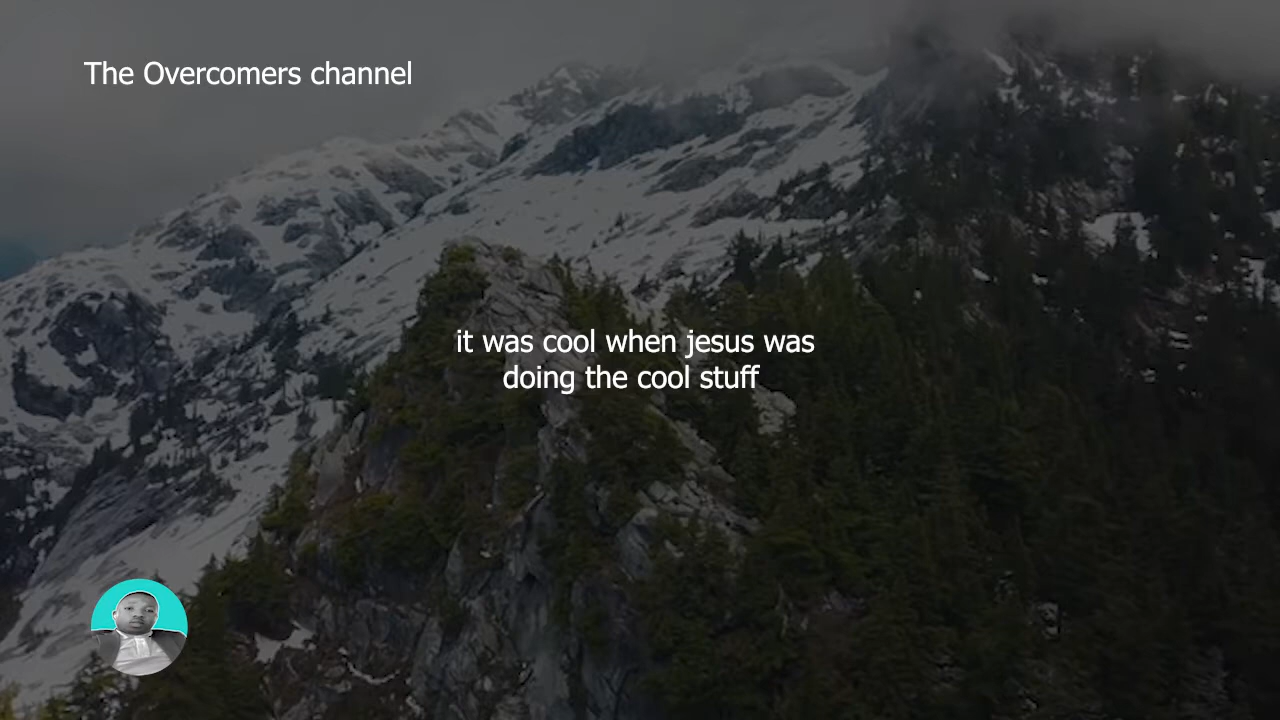 The Overcomers channel
it was cool when jesus was
doing the cool stuff